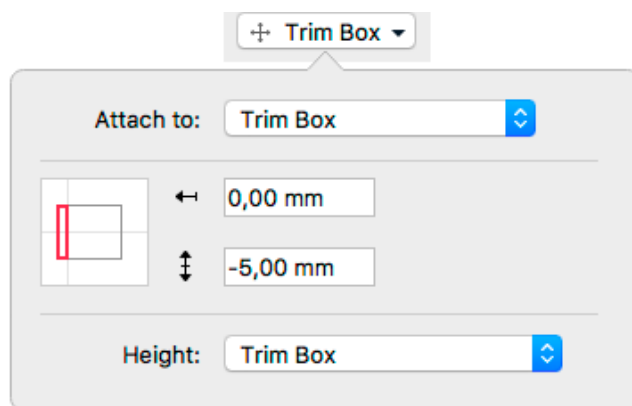 Trim Box
Attach to: Trim Box
0,00 mm
-5,00 mm
Height: Trim Box